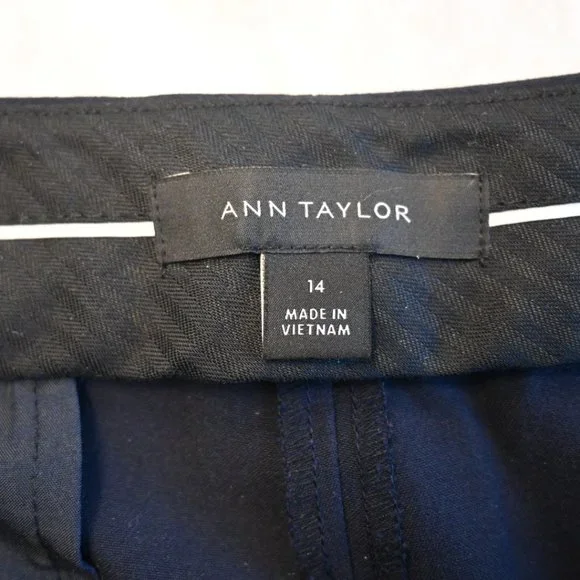 ANN TAYLOR
14
MADE IN
VIETNAM